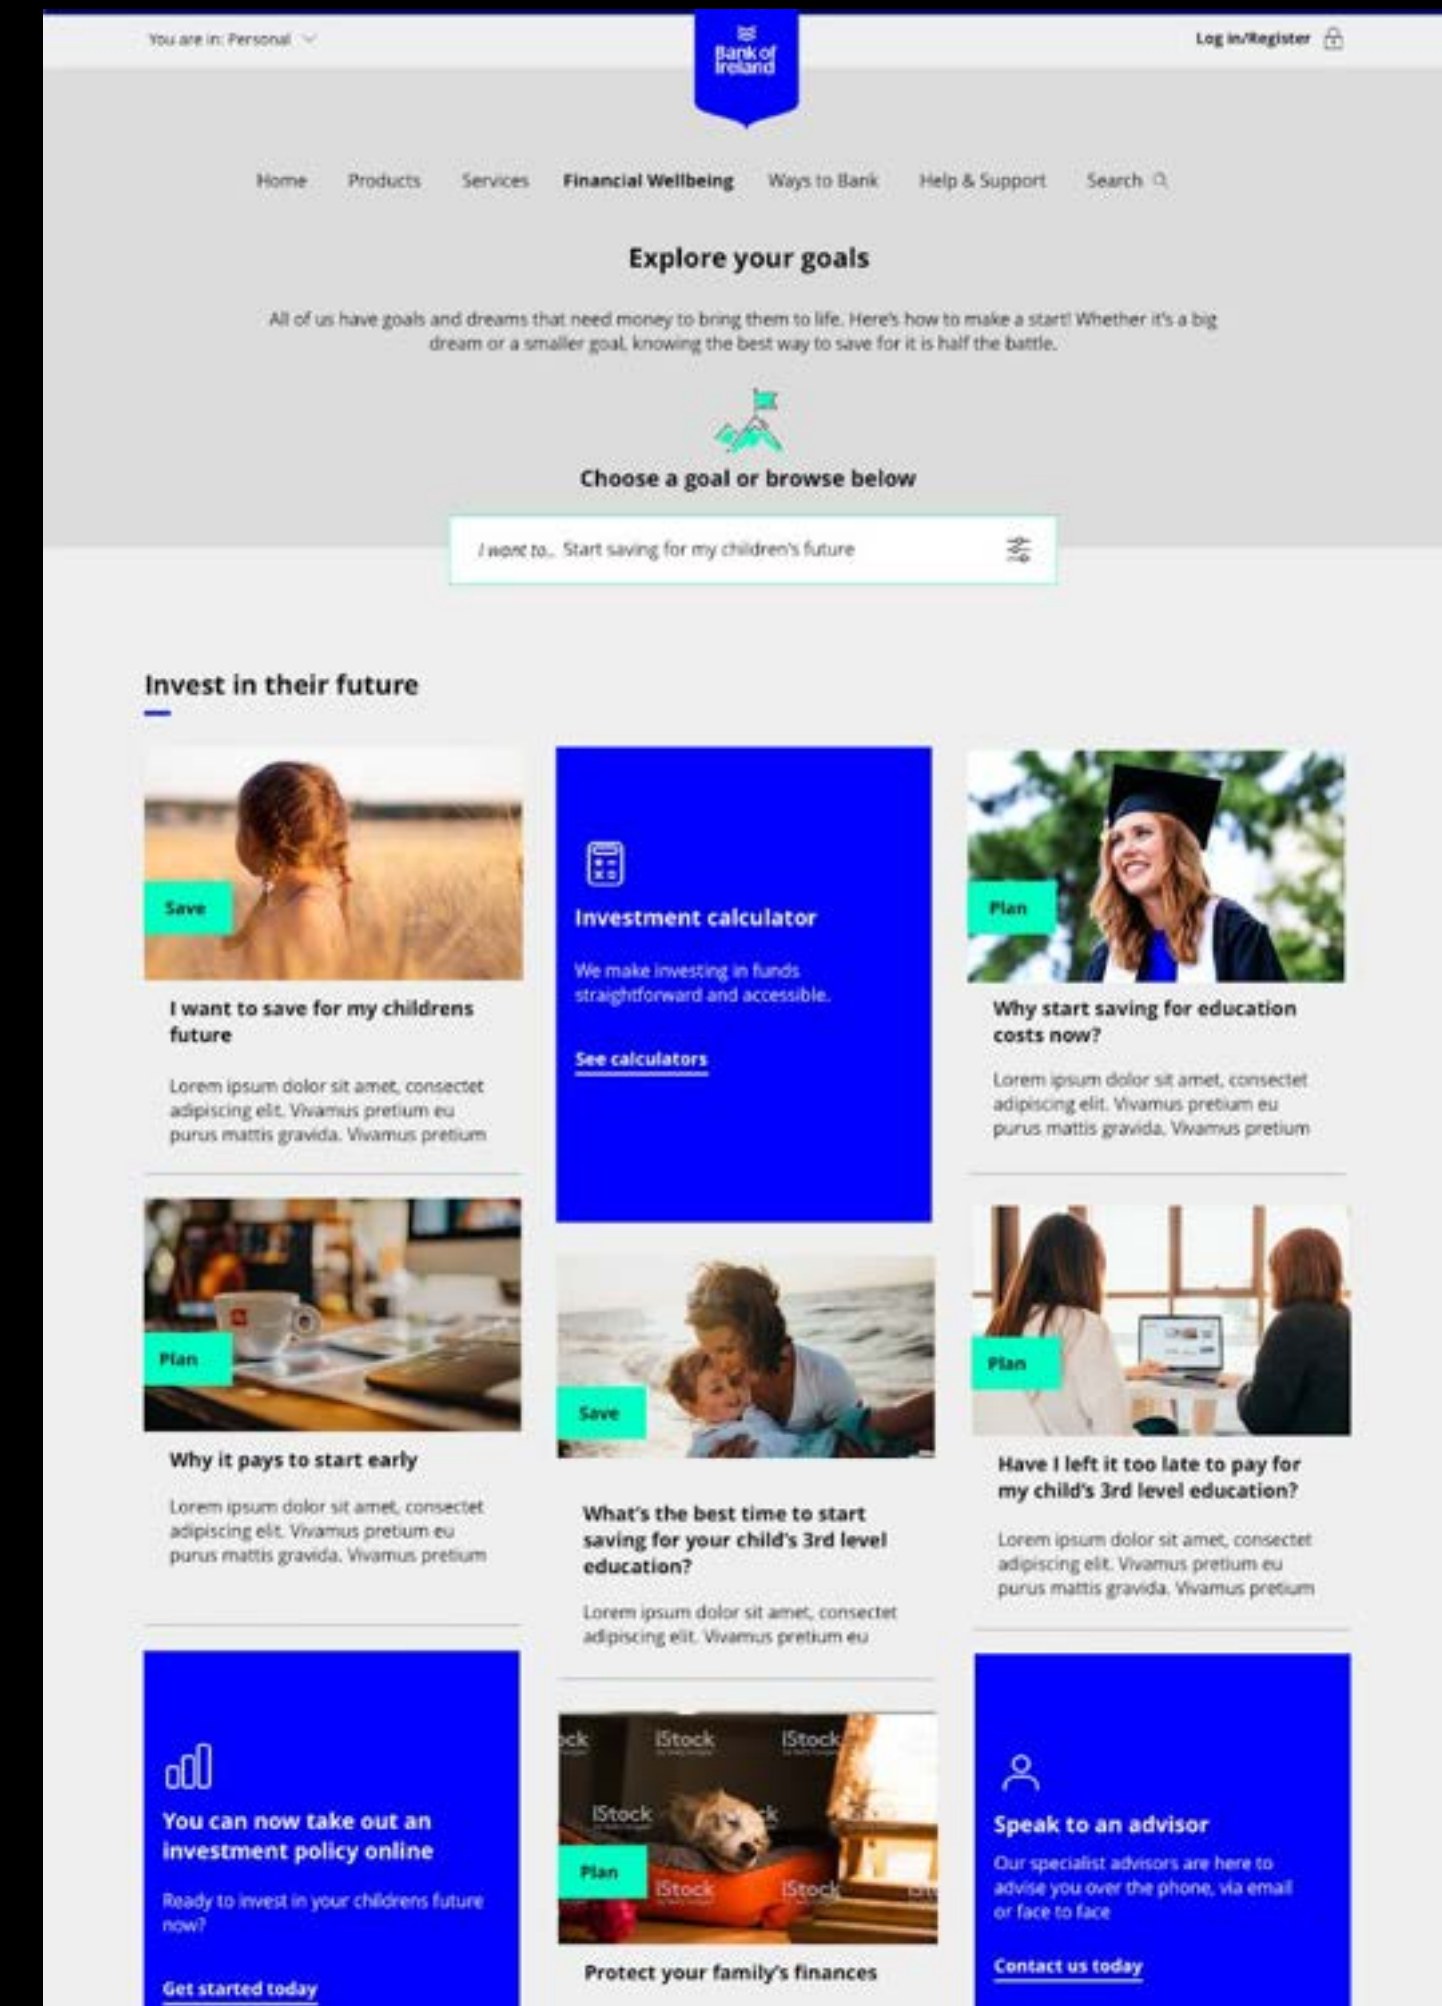 You are in: Personal
Bank of
Ireland
Log in/Register
Home Products Services Financial Wellbeing Ways to Bank Help & Support Search
Explore your goals
All of us have goals and dreams that need money to bring them to life. Here's how to make a start! Whether it's a big
dream or a smaller goal, knowing the best way to save for it is half the battle.
Choose a goal or browse below
I want to... Start saving for my children's future
Invest in their future
Save
I want to save for my childrens
future
Lorem ipsum dolor sit amet, consectet
adipiscing elit. Vivamus pretium eu
purus mattis gravida. Vivamus pretium
Investment calculator
We make investing in funds
straightforward and accessible.
See calculators
Plan
Why start saving for education
costs now?
Lorem ipsum dolor sit amet, consectet
adipiscing elit. Vivamus pretium eu
purus mattis gravida. Vivamus pretium
Plan
Why it pays to start early
Lorem ipsum dolor sit amet, consectet
adipiscing elit. Vivamus pretium eu
purus mattis gravida. Vivamus pretium
Save
What's the best time to start
saving for your child's 3rd level
education?
Lorem ipsum dolor sit amet, consectet
adipiscing elit. Vivamus pretium eu
Plan
Have I left it too late to pay for
my child's 3rd level education?
Lorem ipsum dolor sit amet, consectet
adipiscing elit. Vivamus pretium eu
purus mattis gravida. Vivamus pretium
You can now take out an
investment policy online
Ready to invest in your childrens future
now?
Get started today
iStock iStock
iStock
Plan
iStock iStock
Protect your family's finances
Speak to an advisor
Our specialist advisors are here to
advise you over the phone, via email
or face to face
Contact us today